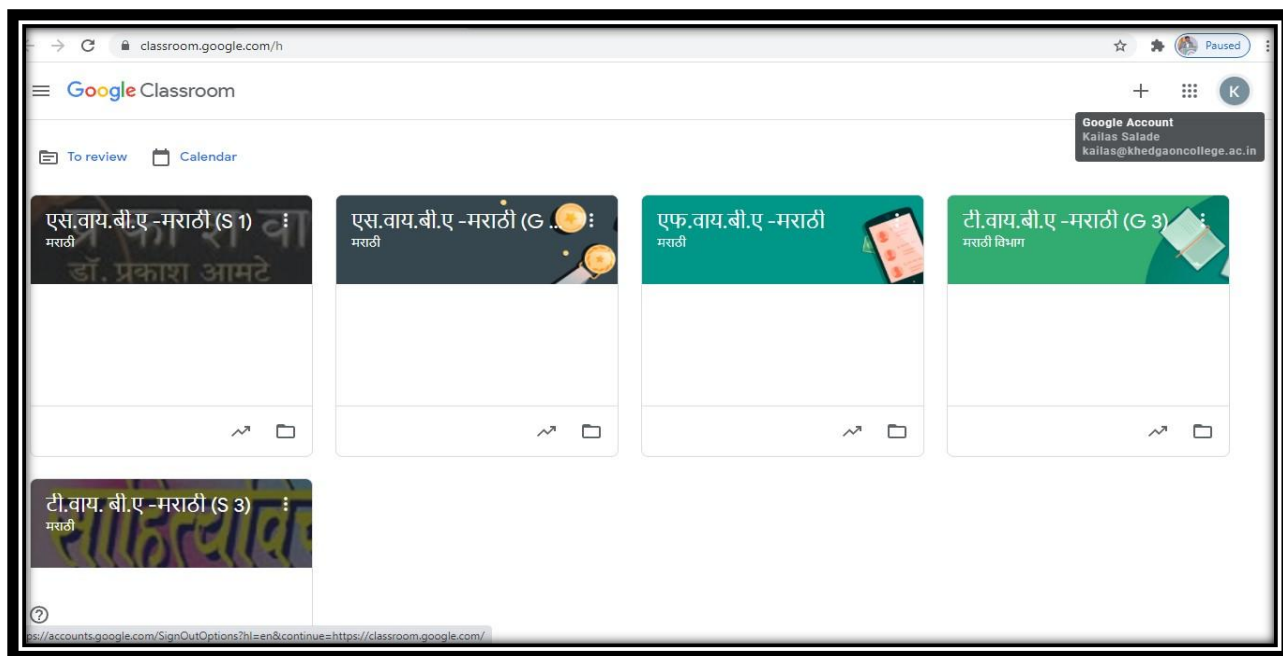 classroom.google.com/h
Paused
Google Classroom
K
Google Account
Kailas Salade
kailas@khedgaoncollege.ac.in
To review
Calendar
एस.वाय.बी.ए -मराठी (S 1)
मराठी
डॉ. प्रकाश आमटे
एस.वाय.बी.ए -मराठी (G ...
मराठी
एफ.वाय.बी.ए -मराठी
मराठी
टी.वाय.बी.ए -मराठी (G 3)
मराठी विभाग
टी.वाय. बी.ए -मराठी (S 3)
मराठी
ps://accounts.google.com/SignOutOptions?hl=en&continue=https://classroom.google.com/